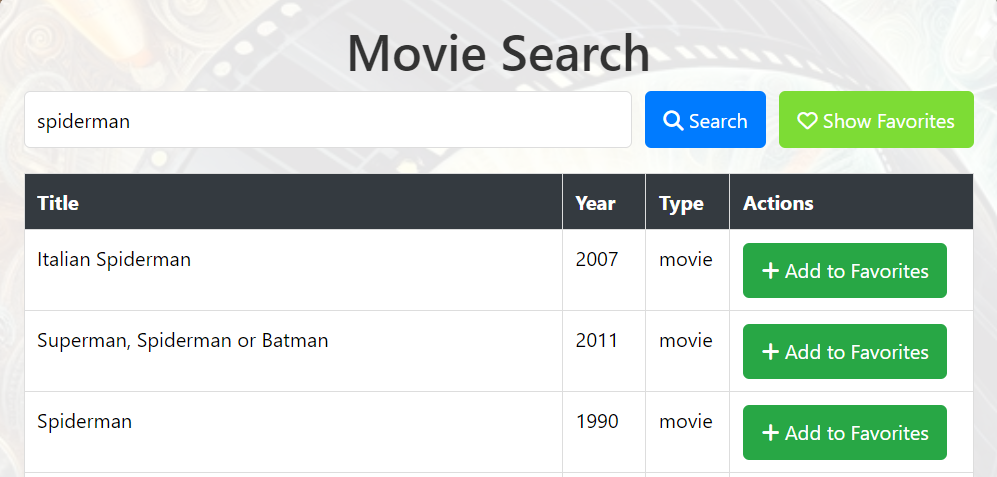 Movie Search
spiderman
Search
Show Favorites
Title Year Type Actions
Italian Spiderman 2007 movie + Add to Favorites
Superman, Spiderman or Batman 2011 movie + Add to Favorites
Spiderman 1990 movie + Add to Favorites